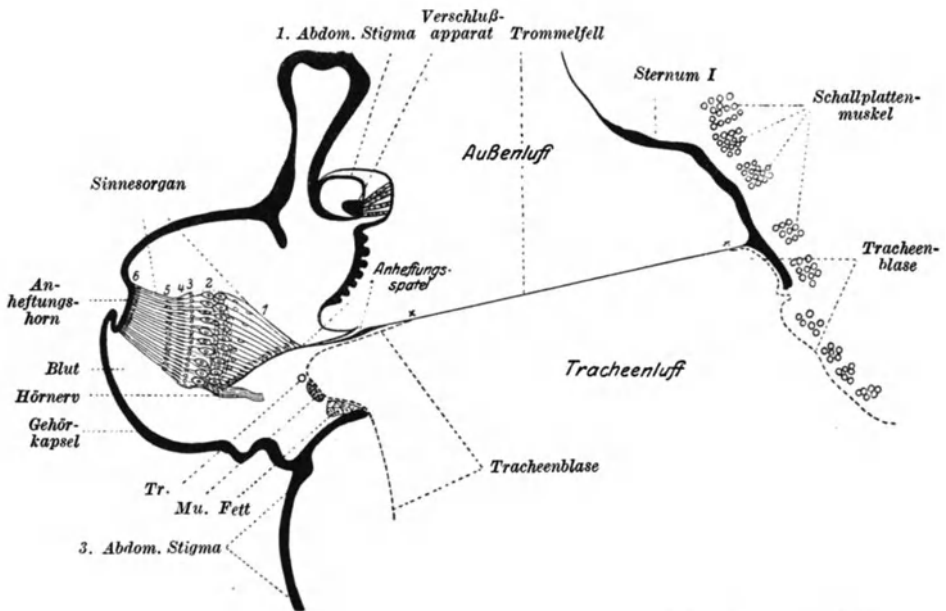 1. Abdom. Stigma
Verschluß-
apparat
Trommelfell
Sternum I
Schallplatten-
muskel
Außenluft
Sinnesorgan
Tracheen-
blase
Anheftungs-
spatel
6 5 4 3 2 1
An-
heftungs-
horn
x
x
Tracheenluft
Blut
Hörnerv
Gehör-
kapsel
Tracheenblase
Tr.
Mu. Fett
3. Abdom. Stigma